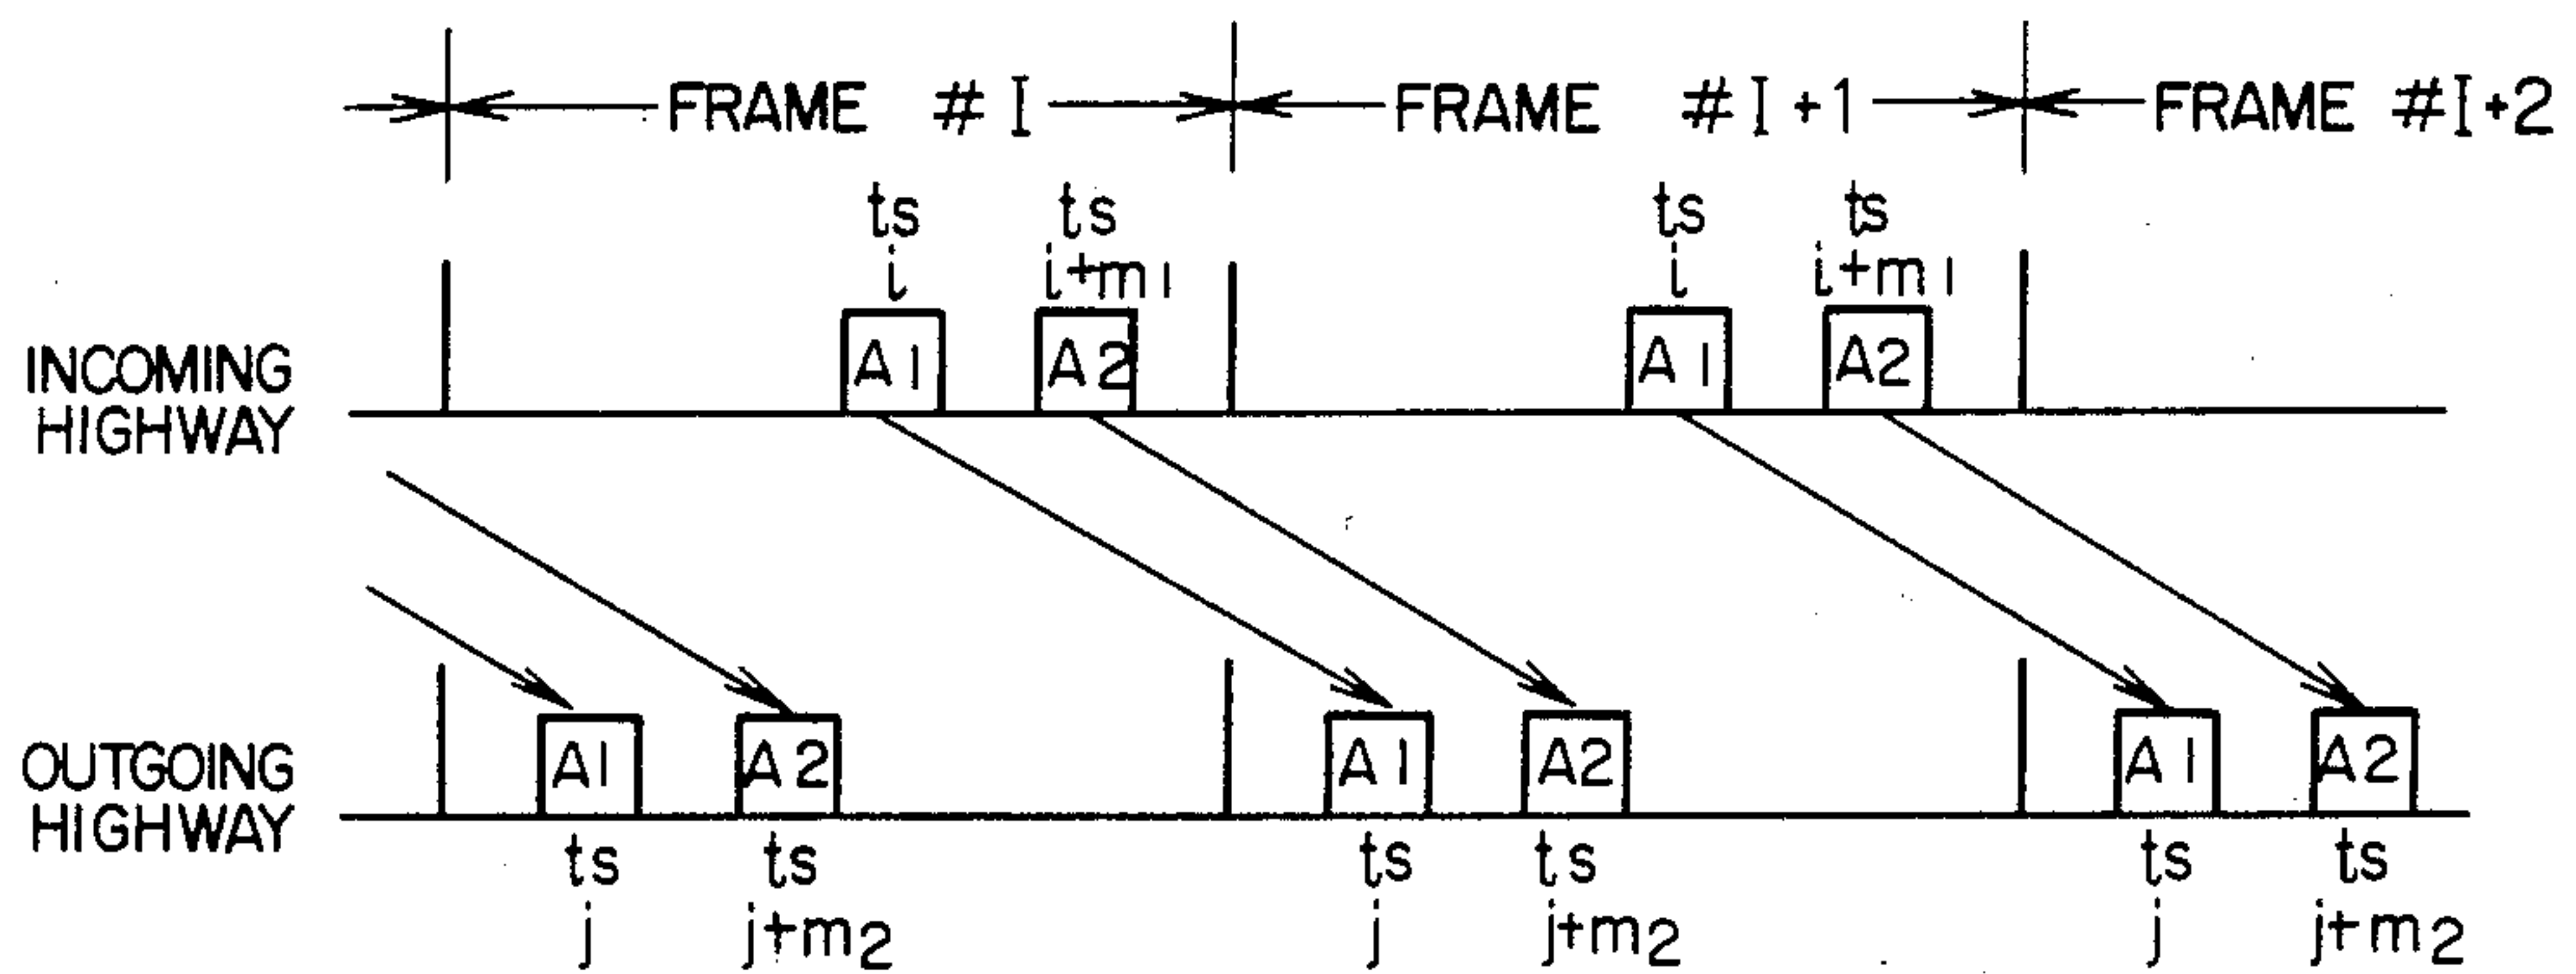 FRAME # I
FRAME # I + 1
FRAME # I+2
ts
i
ts
i+m1
ts
i
ts
i+m1
INCOMING
HIGHWAY
A1
A2
A1
A2
OUTGOING
HIGHWAY
A1
A2
A1
A2
A1
A2
ts
j
ts
j+m2
ts
j
ts
j+m2
ts
j
ts
j+m2